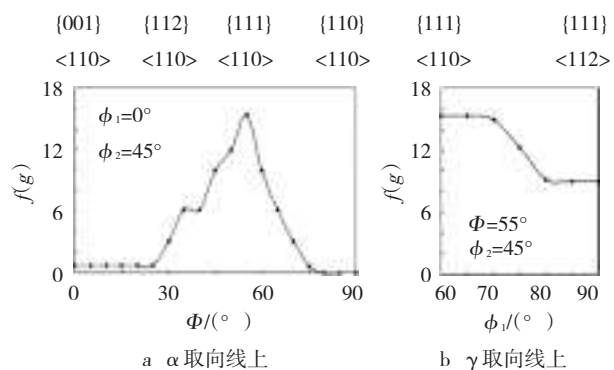 {001} {112} {111} {110} {111} {111}
<110> <110> <110> <110> <110> <112>
18 18
ϕ₁=0°
ϕ₂=45°
12 12
f(g) f(g)
6 6
Φ=55°
ϕ₂=45°
0 0
0 30 60 90 60 70 80 90
Φ/(° ) ϕ₁/(° )
a α取向线上 b γ取向线上